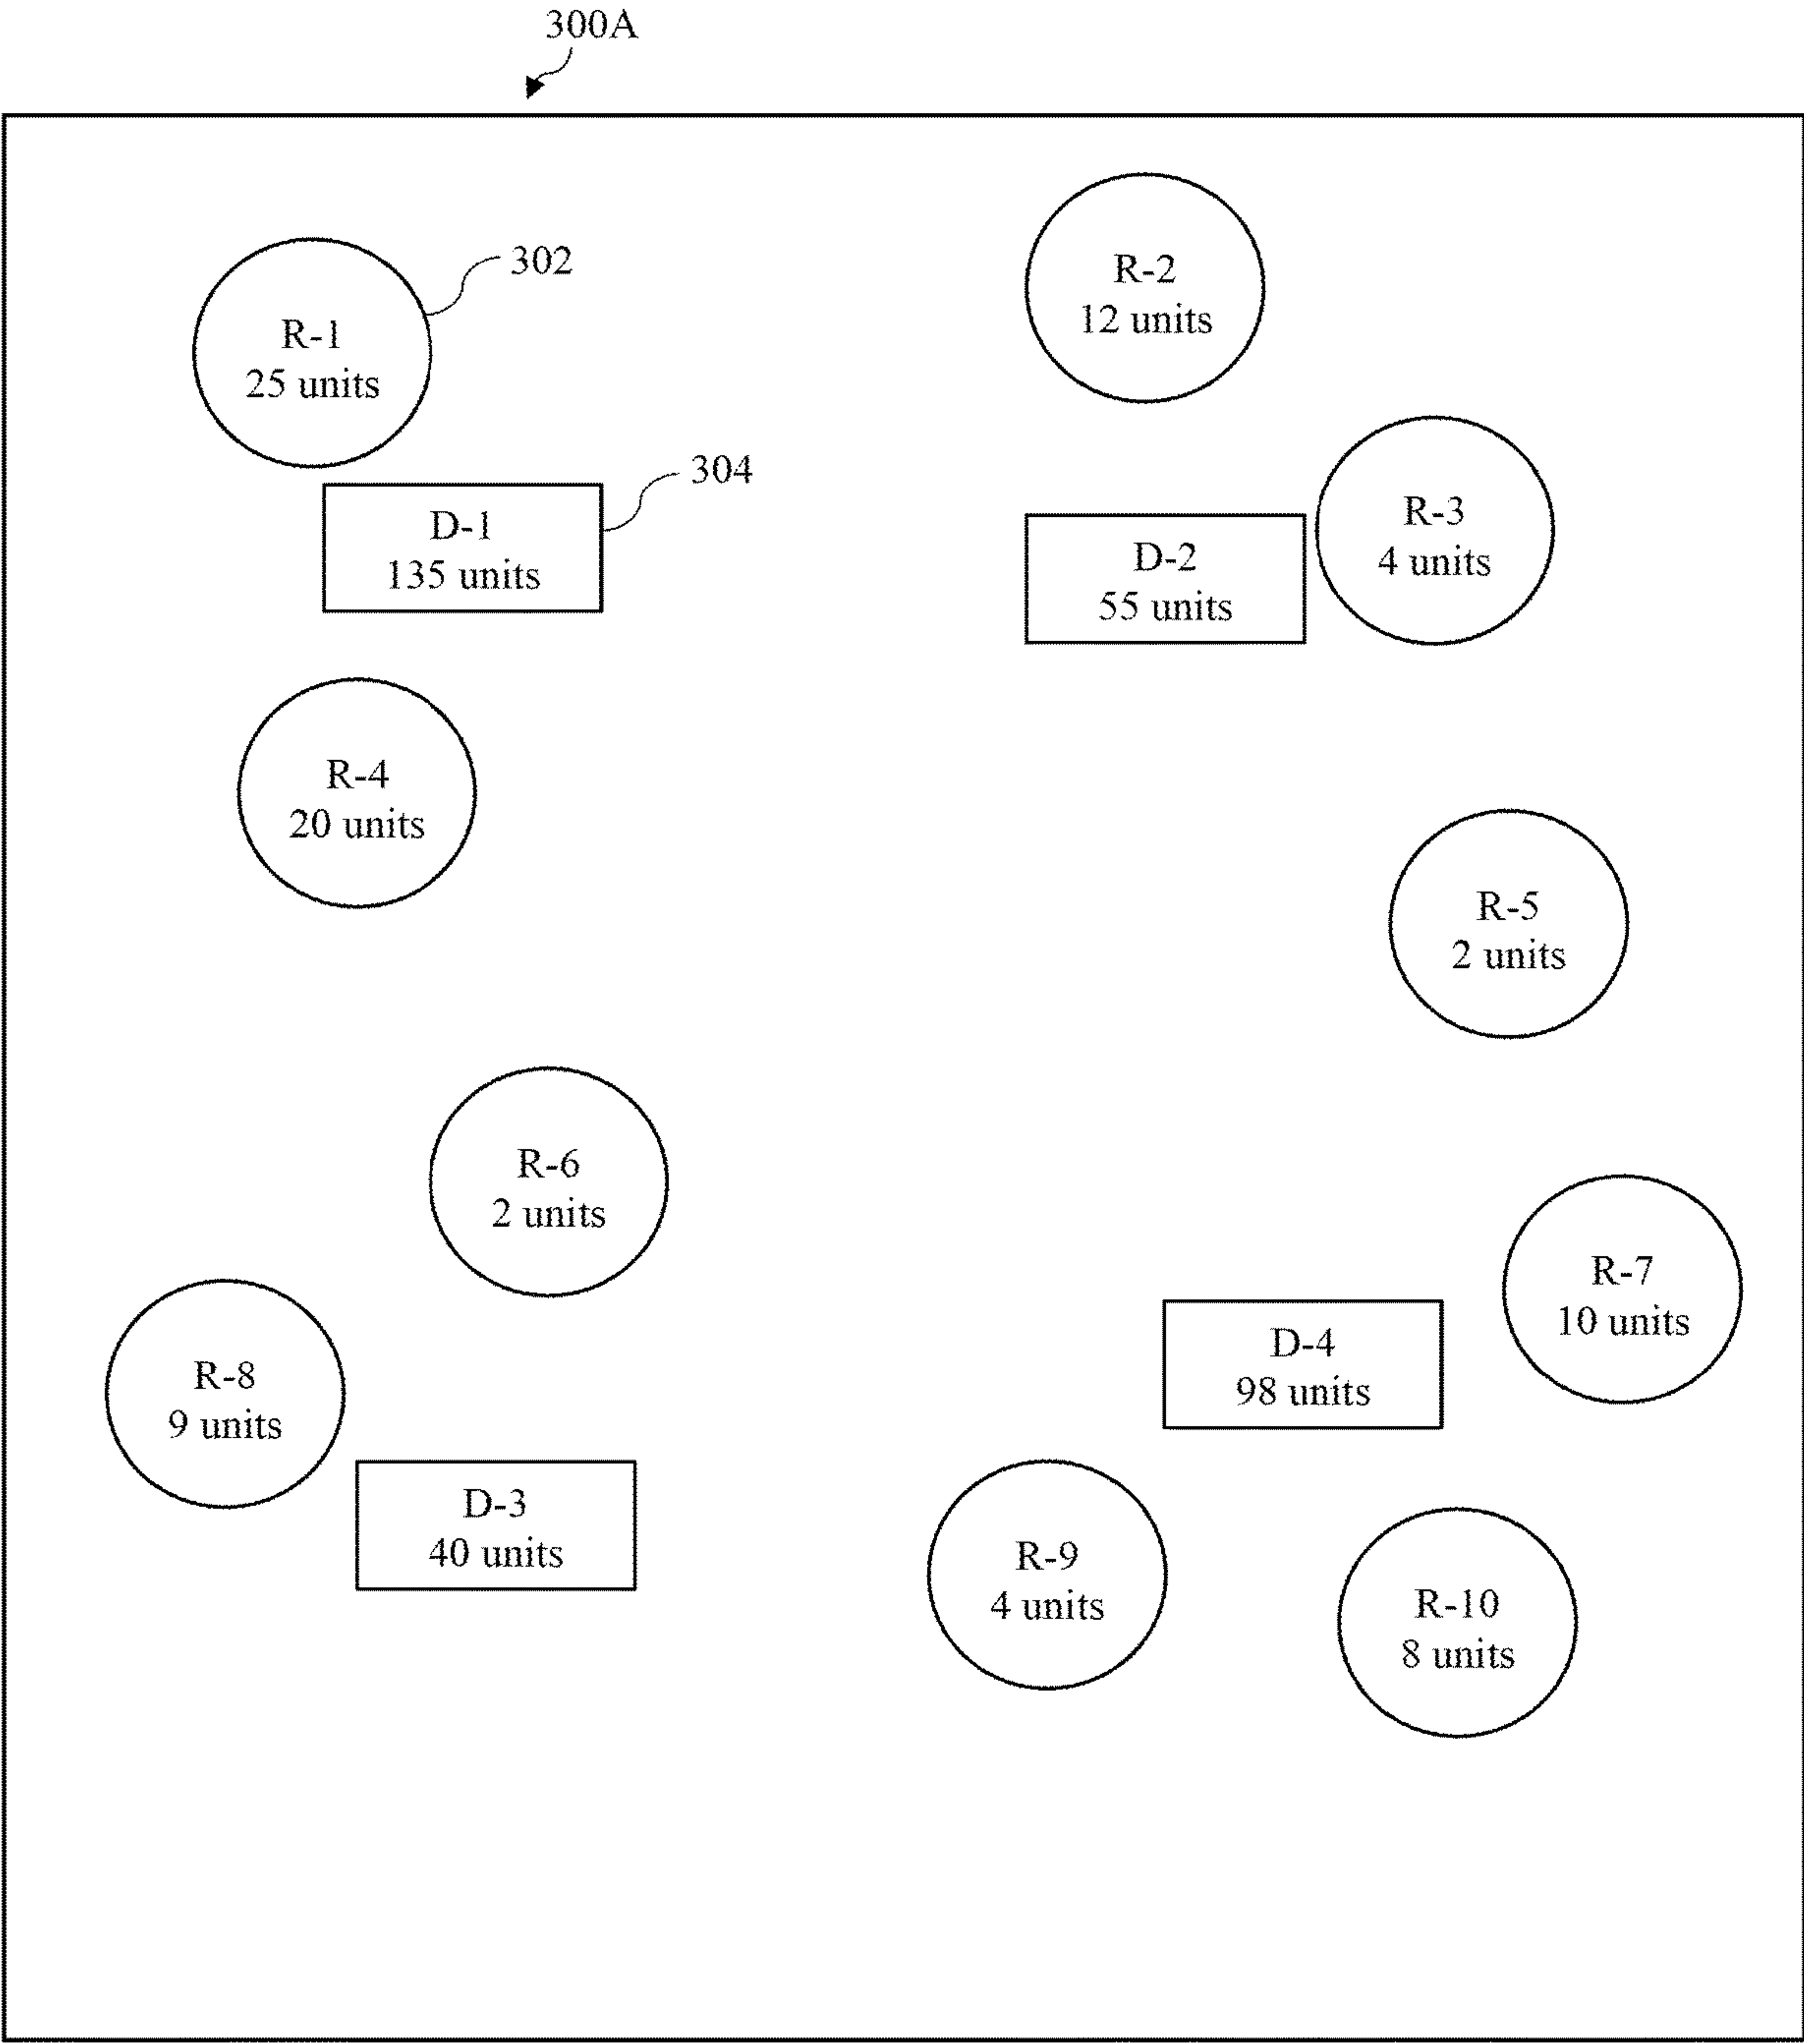 300A
R-1
25 units
302
R-2
12 units
D-1
135 units
304
R-3
4 units
D-2
55 units
R-4
20 units
R-5
2 units
R-6
2 units
R-7
10 units
R-8
9 units
D-4
98 units
D-3
40 units
R-9
4 units
R-10
8 units